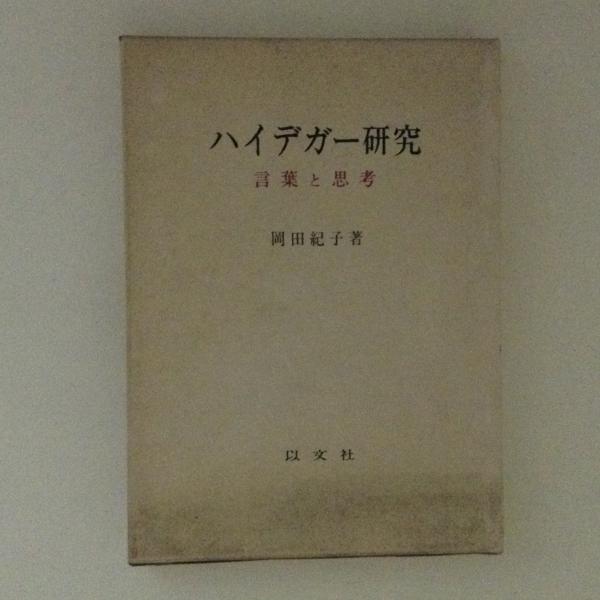 ハイデガー研究
言葉と思考
岡田紀子著
以文社